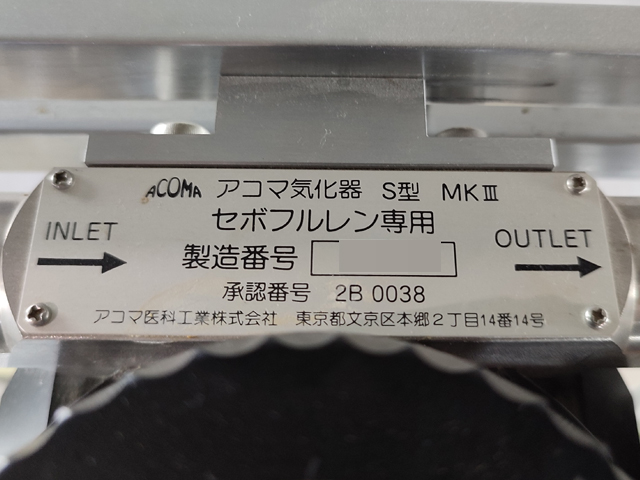 ACOMA アコマ気化器 S型 MKⅢ
セボフルレン専用
INLET
OUTLET
製造番号
承認番号 2B 0038
アコマ医科工業株式会社 東京都文京区本郷2丁目14番14号